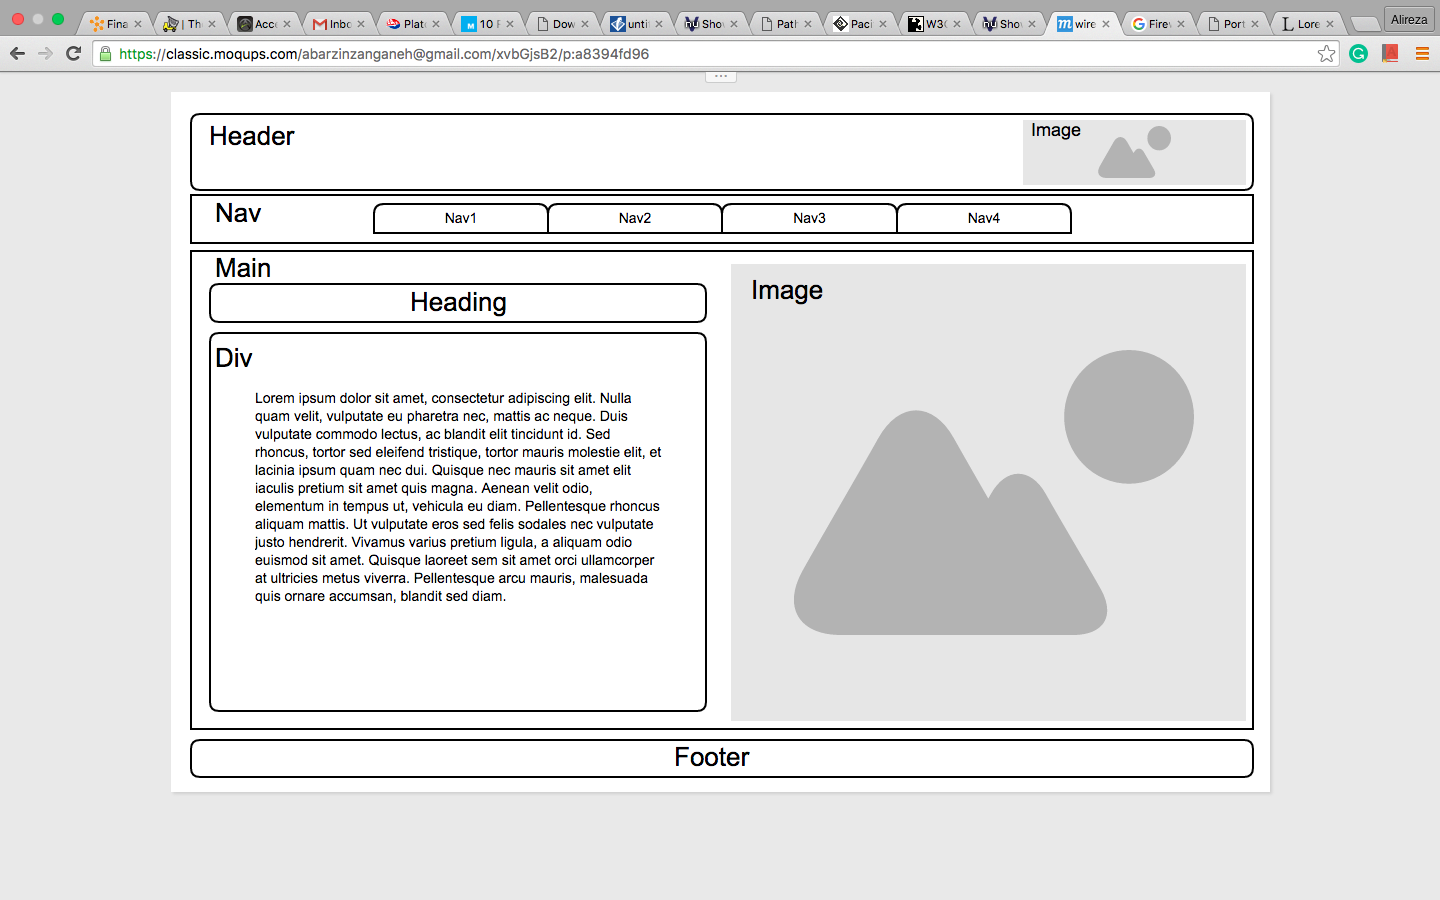 Fina
| Th
Acc
Inbo
Plat
10 F
Dow
unti
Sho
Path
Paci
W3C
Sho
wire
Firev
Port
Lore
Alireza
https://classic.moqups.com/abarzinzanganeh@gmail.com/xvbGjsB2/p:a8394fd96
Header
Image
Nav
Nav1
Nav2
Nav3
Nav4
Main
Heading
Image
Div
Lorem ipsum dolor sit amet, consectetur adipiscing elit. Nulla
quam velit, vulputate eu pharetra nec, mattis ac neque. Duis
vulputate commodo lectus, ac blandit elit tincidunt id. Sed
rhoncus, tortor sed eleifend tristique, tortor mauris molestie elit, et
lacinia ipsum quam nec dui. Quisque nec mauris sit amet elit
iaculis pretium sit amet quis magna. Aenean velit odio,
elementum in tempus ut, vehicula eu diam. Pellentesque rhoncus
aliquam mattis. Ut vulputate eros sed felis sodales nec vulputate
justo hendrerit. Vivamus varius pretium ligula, a aliquam odio
euismod sit amet. Quisque laoreet sem sit amet orci ullamcorper
at ultricies metus viverra. Pellentesque arcu mauris, malesuada
quis ornare accumsan, blandit sed diam.
Footer